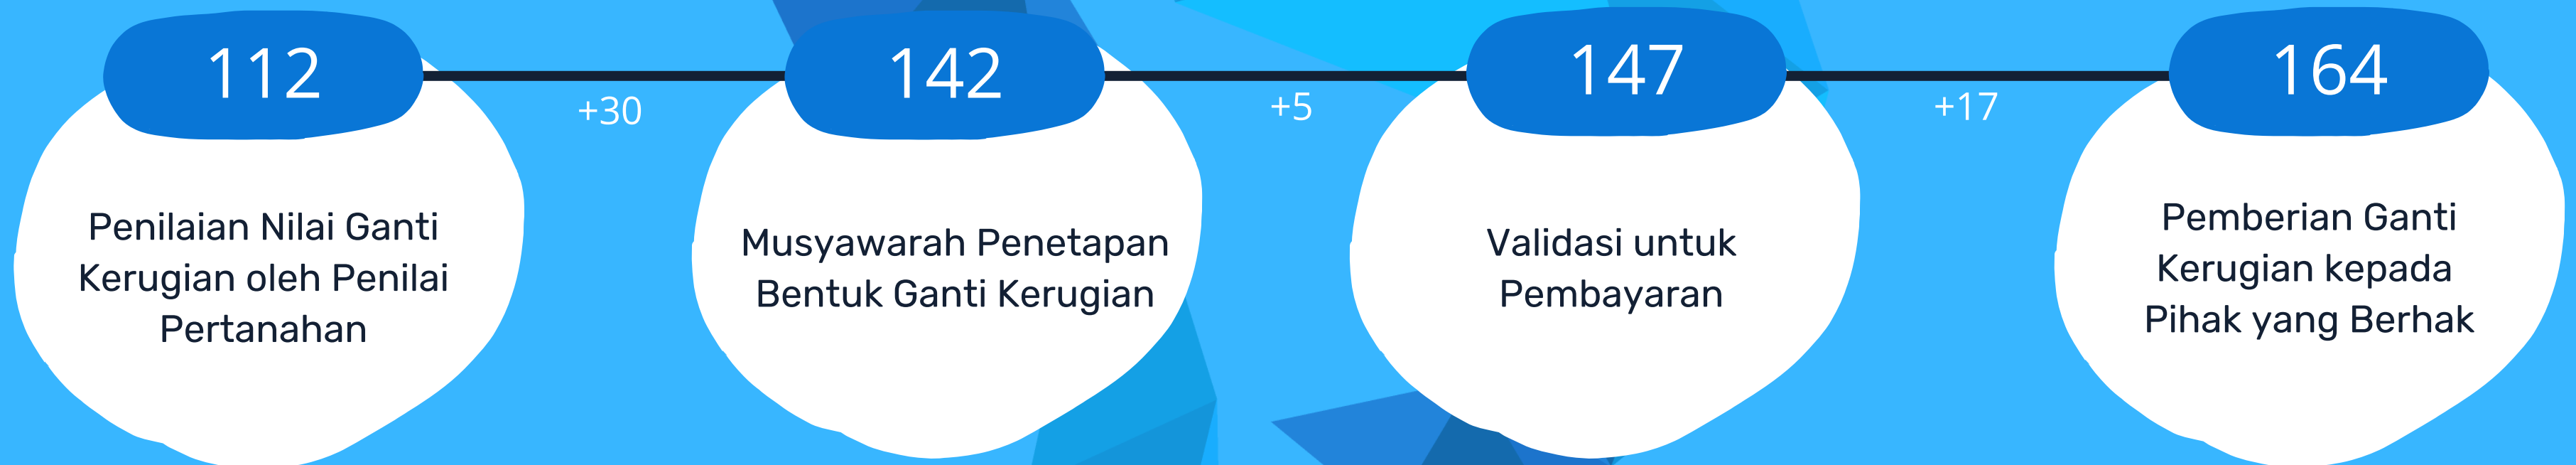 112
+30
142
+5
147
+17
164
Penilaian Nilai Ganti
Kerugian oleh Penilai
Pertanahan
Musyawarah Penetapan
Bentuk Ganti Kerugian
Validasi untuk
Pembayaran
Pemberian Ganti
Kerugian kepada
Pihak yang Berhak